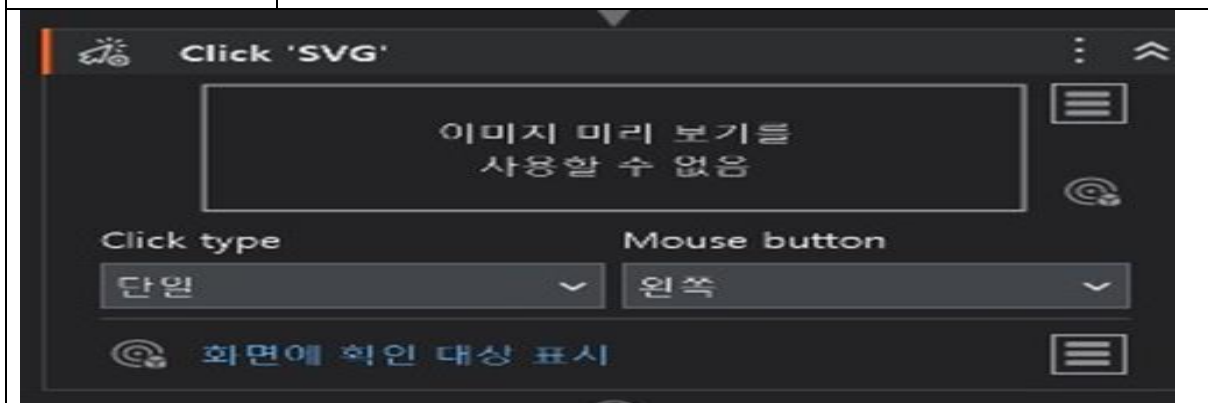 Click 'SVG'
이미지 미리 보기를
사용할 수 없음
Click type
Mouse button
단일
왼쪽
화면에 확인 대상 표시